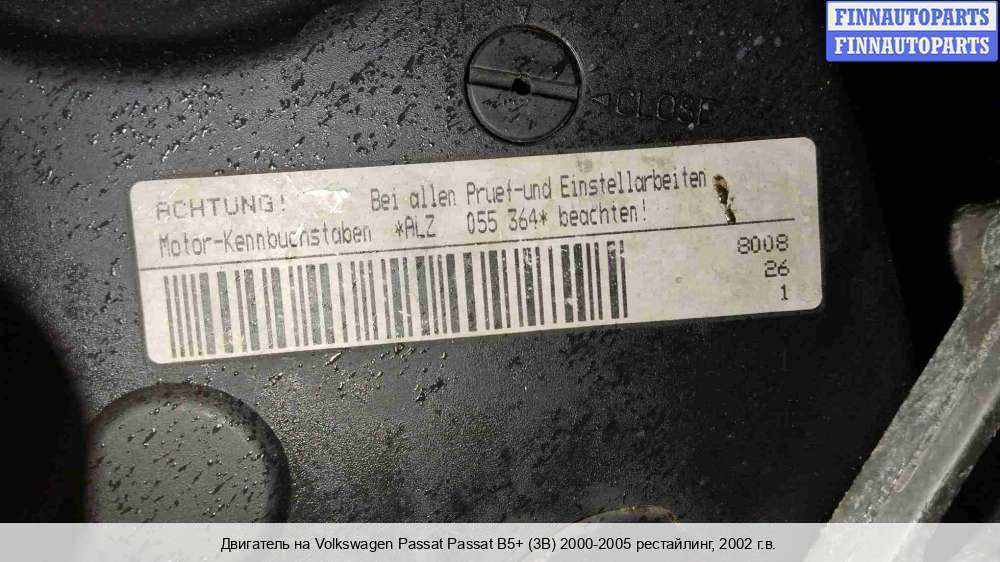 FINNAUTOPARTS
FINNAUTOPARTS
CLOSE
ACHTUNG! Bei allen Pruef-und Einstellarbeiten
Motor-Kennbuchstaben *ALZ 055 364* beachten!
8008
26
1
Двигатель на Volkswagen Passat Passat B5+ (3B) 2000-2005 рестайлинг, 2002 г.в.